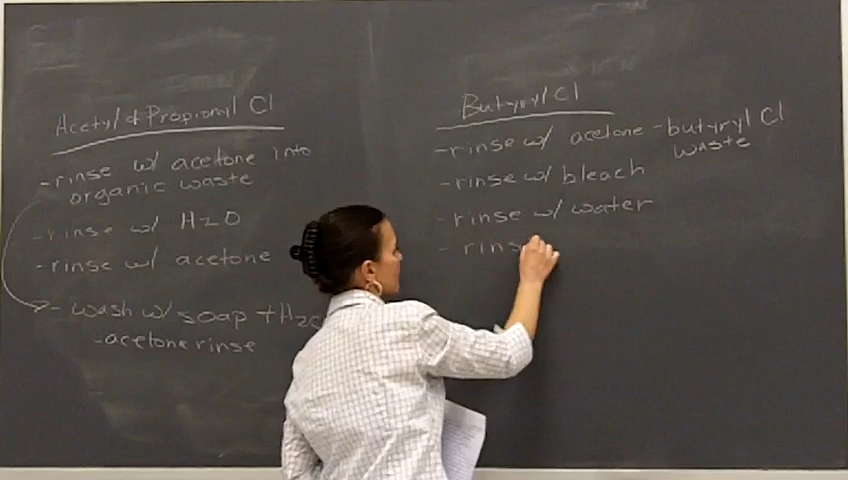 Acetyl & Propionyl Cl
-rinse w/ acetone into
organic waste
-rinse w/ H2O
-rinse w/ acetone
- wash w/ soap + H2O
-acetone rinse
Butyryl Cl
-rinse w/ acetone - butyryl Cl
waste
-rinse w/ bleach
-rinse w/ water
- rins